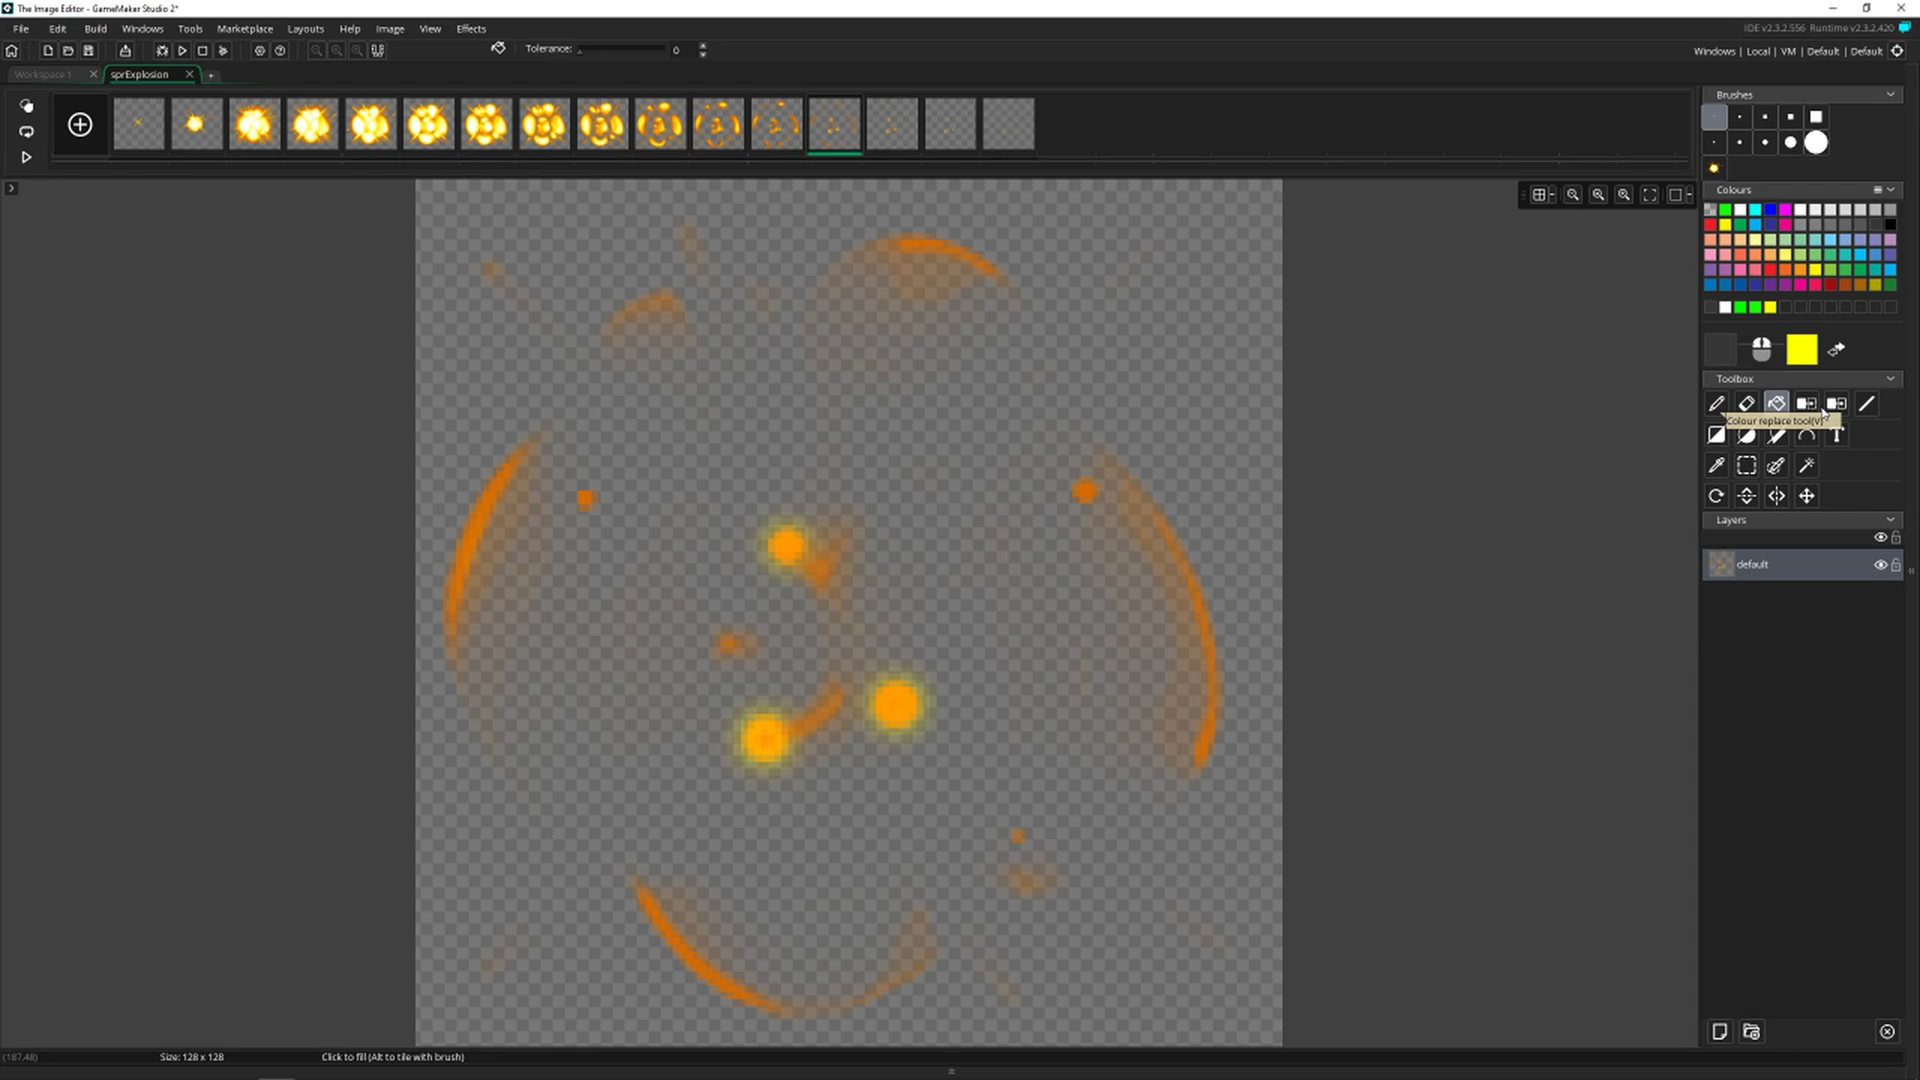 The Image Editor - GameMaker Studio 2*
File Edit Build Windows Tools Marketplace Layouts Help Image View Effects
IDE v2.3.2.556 Runtime v2.3.2.420
Tolerance: 0
Windows | Local | VM | Default | Default
Workspace 1 sprExplosion
Brushes
Colours
Toolbox
Colour replace tool(V)
T
Layers
default
(187,48) Size: 128 x 128 Click to fill (Alt to tile with brush)